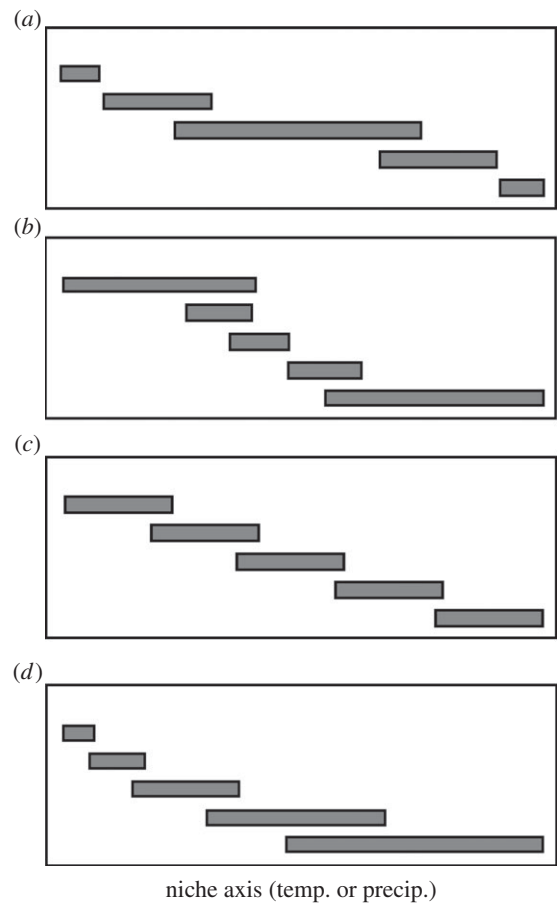 (a)
(b)
(c)
(d)
niche axis (temp. or precip.)